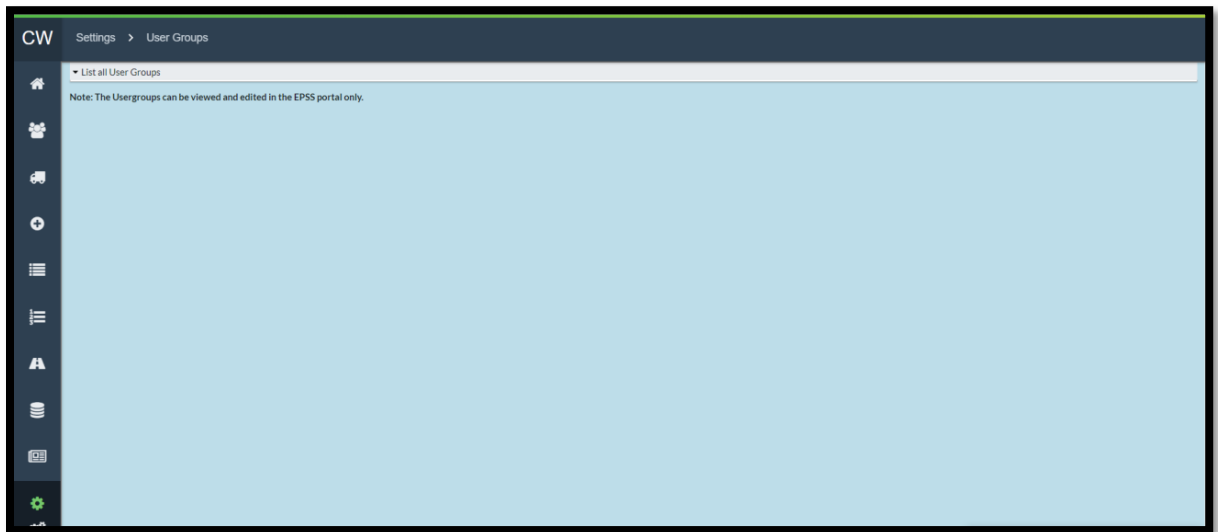 CW
Settings > User Groups
List all User Groups
Note: The Usergroups can be viewed and edited in the EPSS portal only.